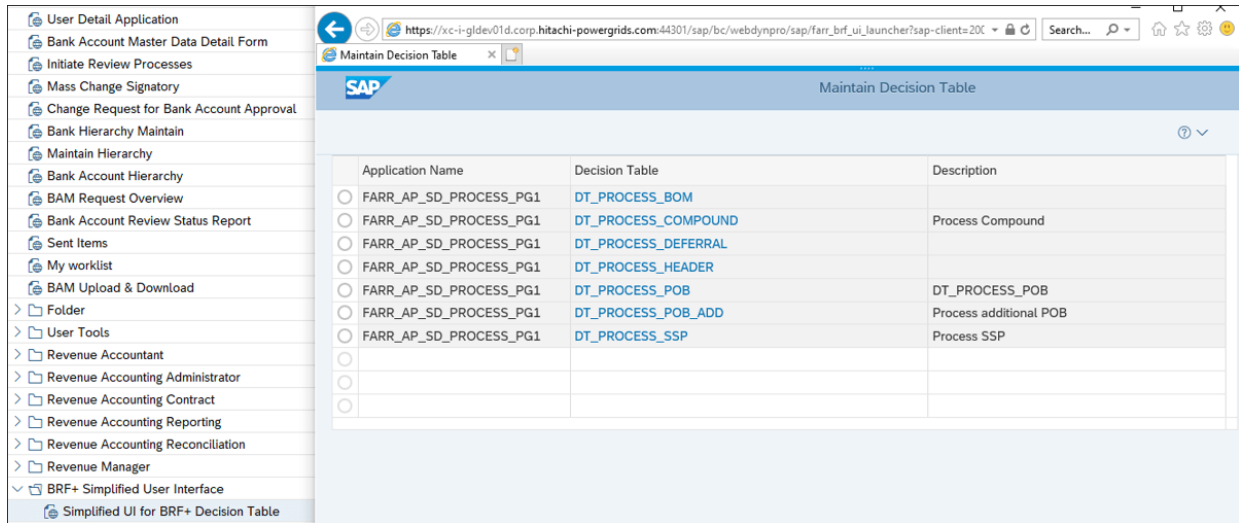 User Detail Application
Bank Account Master Data Detail Form
Initiate Review Processes
Mass Change Signatory
Change Request for Bank Account Approval
Bank Hierarchy Maintain
Maintain Hierarchy
Bank Account Hierarchy
BAM Request Overview
Bank Account Review Status Report
Sent Items
My worklist
BAM Upload & Download
Folder
User Tools
Revenue Accountant
Revenue Accounting Administrator
Revenue Accounting Contract
Revenue Accounting Reporting
Revenue Accounting Reconciliation
Revenue Manager
BRF+ Simplified User Interface
Simplified UI for BRF+ Decision Table
https://xc-i-gldev01d.corp.hitachi-powergrids.com:44301/sap/bc/webdynpro/sap/farr_brf_ui_launcher?sap-client=200 Search...
Maintain Decision Table
SAP Maintain Decision Table
Application Name Decision Table Description
FARR_AP_SD_PROCESS_PG1 DT_PROCESS_BOM
FARR_AP_SD_PROCESS_PG1 DT_PROCESS_COMPOUND Process Compound
FARR_AP_SD_PROCESS_PG1 DT_PROCESS_DEFERRAL
FARR_AP_SD_PROCESS_PG1 DT_PROCESS_HEADER
FARR_AP_SD_PROCESS_PG1 DT_PROCESS_POB DT_PROCESS_POB
FARR_AP_SD_PROCESS_PG1 DT_PROCESS_POB_ADD Process additional POB
FARR_AP_SD_PROCESS_PG1 DT_PROCESS_SSP Process SSP